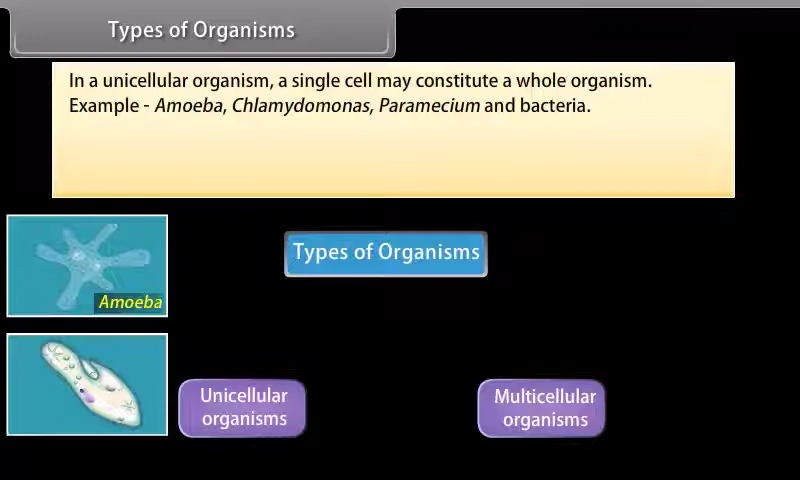 Types of Organisms
In a unicellular organism, a single cell may constitute a whole organism.
Example - Amoeba, Chlamydomonas, Paramecium and bacteria.
Types of Organisms
Amoeba
Unicellular
organisms
Multicellular
organisms